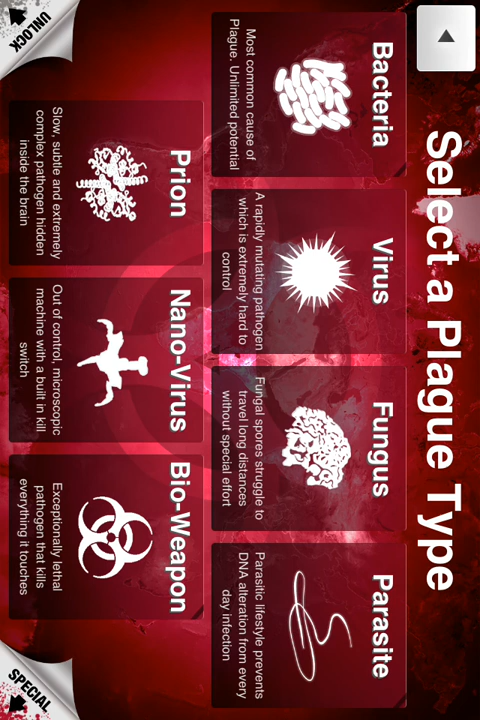 Select a Plague Type
Bacteria
Most common cause of
Plague. Unlimited potential
Virus
A rapidly mutating pathogen
which is extremely hard to
control
Fungus
Fungal spores struggle to
travel long distances
without special effort
Parasite
Parasitic lifestyle prevents
DNA alteration from every
day infection
Prion
Slow, subtle and extremely
complex pathogen hidden
inside the brain
Nano-Virus
Out of control, microscopic
machine with a built in kill
switch
Bio-Weapon
Exceptionally lethal
pathogen that kills
everything it touches
UNLOCK
SPECIAL